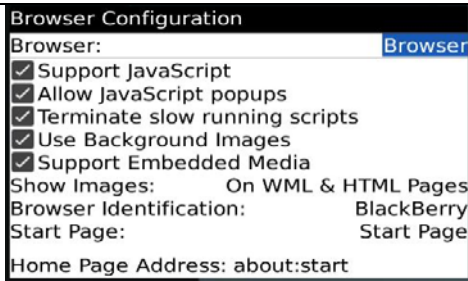 Browser Configuration
Browser: Browser
Support JavaScript
Allow JavaScript popups
Terminate slow running scripts
Use Background Images
Support Embedded Media
Show Images: On WML & HTML Pages
Browser Identification: BlackBerry
Start Page: Start Page
Home Page Address: about:start